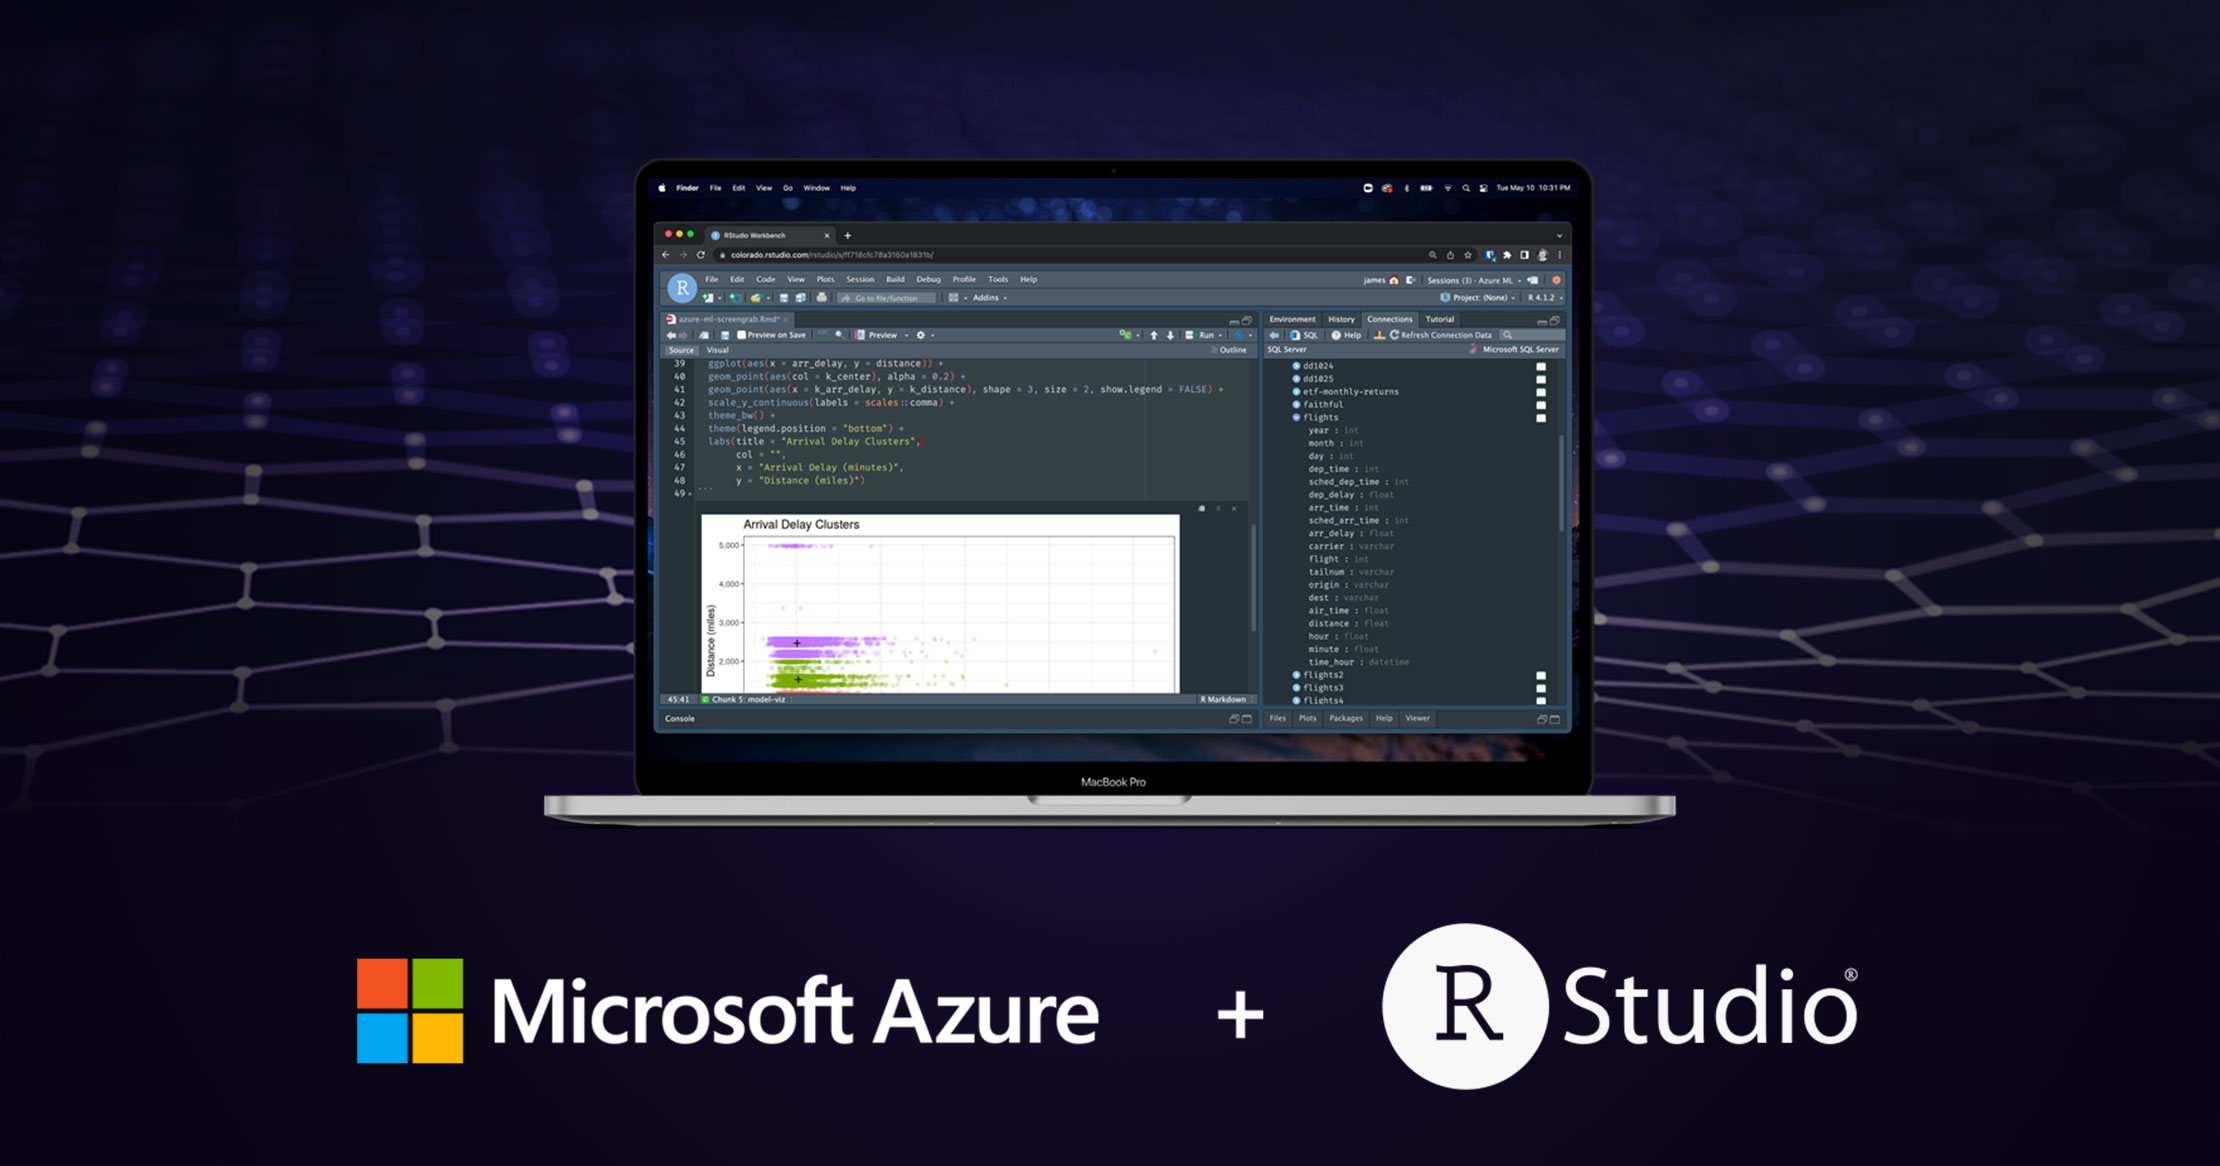 Finder File Edit View Go Window Help
Tue May 10 10:31 PM
RStudio Workbench
colorado.rstudio.com/rstudio/s/ff718cfc78a3150a1831b/
R
File Edit Code View Plots Session Build Debug Profile Tools Help
james
Sessions (3) - Azure ML
Go to file/function
Addins
Project: (None)
R 4.1.2
azure-ml-screengrab.Rmd*
Preview on Save
Preview
Run
Source Visual
Outline
39 ggplot(aes(x = arr_delay, y = distance)) +
40 geom_point(aes(col = k_center), alpha = 0.2) +
41 geom_point(aes(x = k_arr_delay, y = k_distance), shape = 3, size = 2, show.legend = FALSE) +
42 scale_y_continuous(labels = scales::comma) +
43 theme_bw() +
44 theme(legend.position = "bottom") +
45 labs(title = "Arrival Delay Clusters",
46 col = "",
47 x = "Arrival Delay (minutes)",
48 y = "Distance (miles)")
49 ```
Arrival Delay Clusters
5,000
4,000
3,000
2,000
Distance (miles)
45:41
Chunk 5: model-viz
R Markdown
Console
Environment History Connections Tutorial
SQL Help Refresh Connection Data
SQL Server
Microsoft SQL Server
dd1024
dd1025
etf-monthly-returns
faithful
flights
year : int
month : int
day : int
dep_time : int
sched_dep_time : int
dep_delay : float
arr_time : int
sched_arr_time : int
arr_delay : float
carrier : varchar
flight : int
tailnum : varchar
origin : varchar
dest : varchar
air_time : float
distance : float
hour : float
minute : float
time_hour : datetime
flights2
flights3
flights4
Files Plots Packages Help Viewer
MacBook Pro
Microsoft Azure + R Studio®